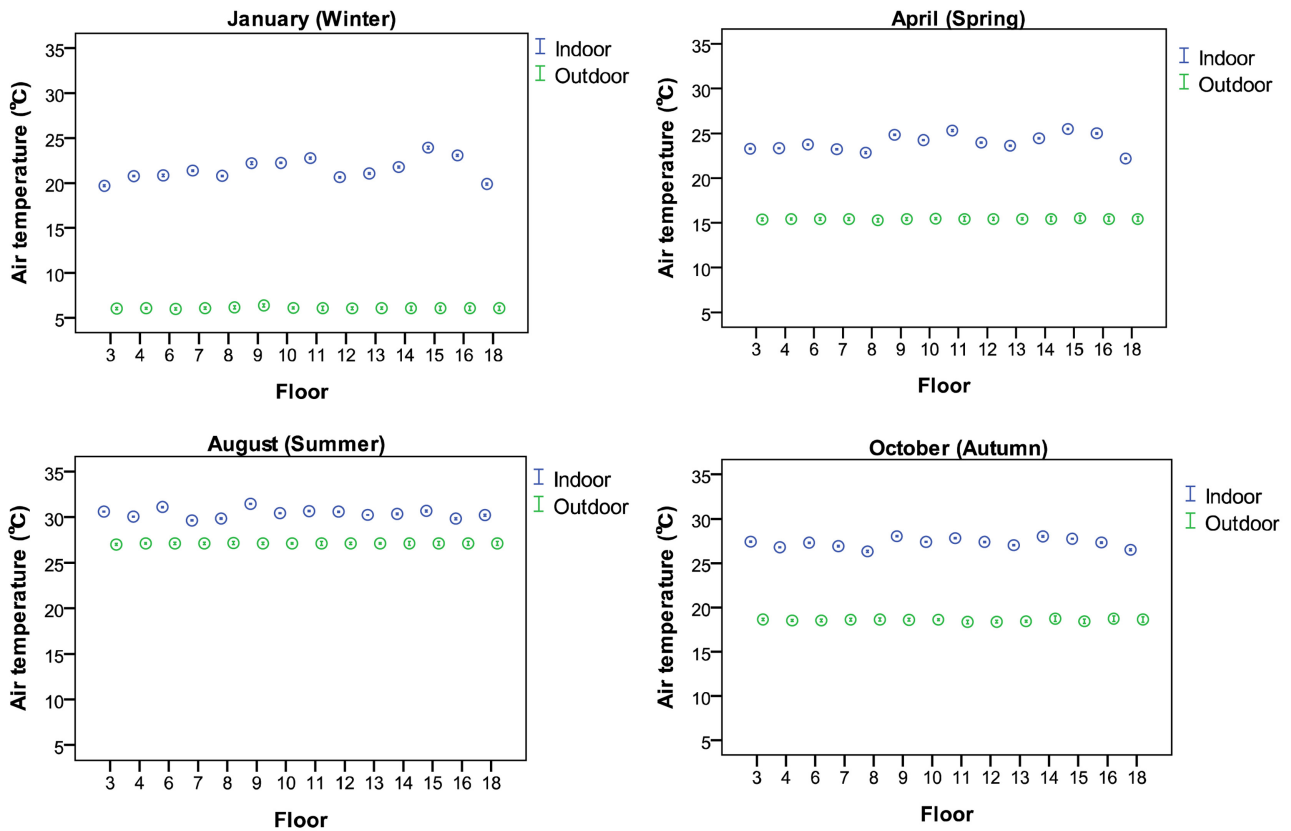 January (Winter)
Air temperature (°C)
35
30
25
20
15
10
5
3 4 6 7 8 9 10 11 12 13 14 15 16 18
Floor
Indoor
Outdoor
April (Spring)
Air temperature (°C)
35
30
25
20
15
10
5
3 4 6 7 8 9 10 11 12 13 14 15 16 18
Floor
Indoor
Outdoor
August (Summer)
Air temperature (°C)
35
30
25
20
15
10
5
3 4 6 7 8 9 10 11 12 13 14 15 16 18
Floor
Indoor
Outdoor
October (Autumn)
Air temperature (°C)
35
30
25
20
15
10
5
3 4 6 7 8 9 10 11 12 13 14 15 16 18
Floor
Indoor
Outdoor